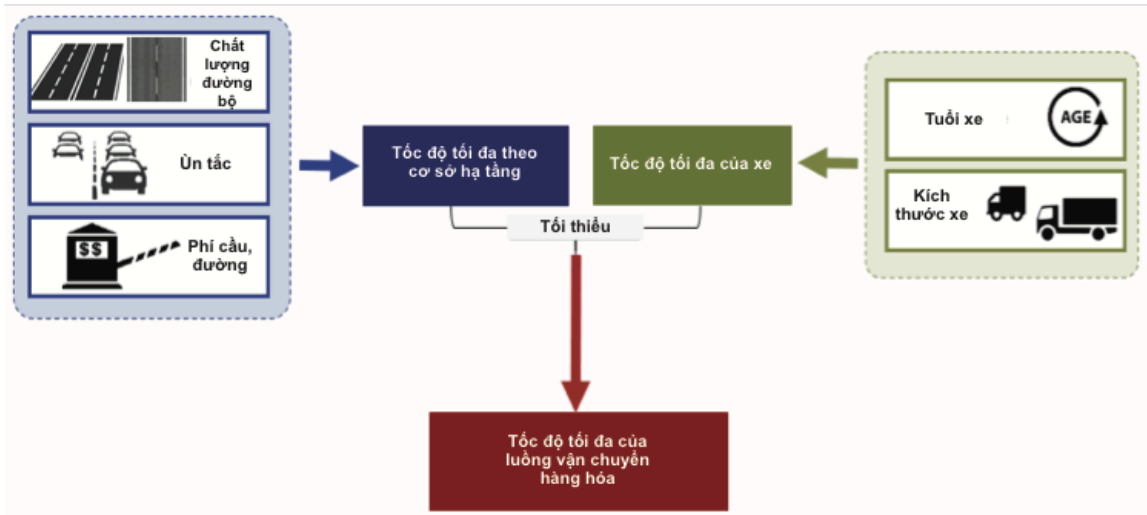 Chất
lượng
đường
bộ
Ùn tắc
$$
Phí cầu,
đường
Tốc độ tối đa theo
cơ sở hạ tầng
Tốc độ tối đa của xe
Tối thiểu
Tuổi xe
AGE
Kích
thước xe
Tốc độ tối đa của
luồng vận chuyển
hàng hóa